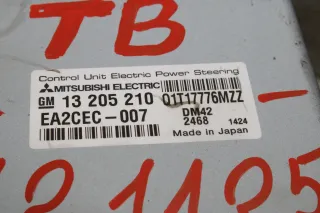 TB
Control Unit Electric Power Steering
MITSUBISHI ELECTRIC
GM 13 205 210 Q1T17776MZZ
EA2CEC-007 DM42
2468 1424
Made in Japan